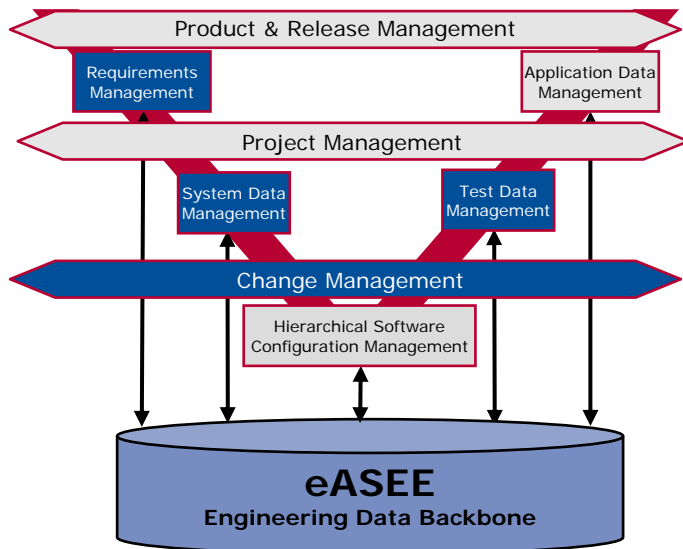 Product & Release Management
Requirements
Management
Application Data
Management
Project Management
System Data
Management
Test Data
Management
Change Management
Hierarchical Software
Configuration Management
eASEE
Engineering Data Backbone